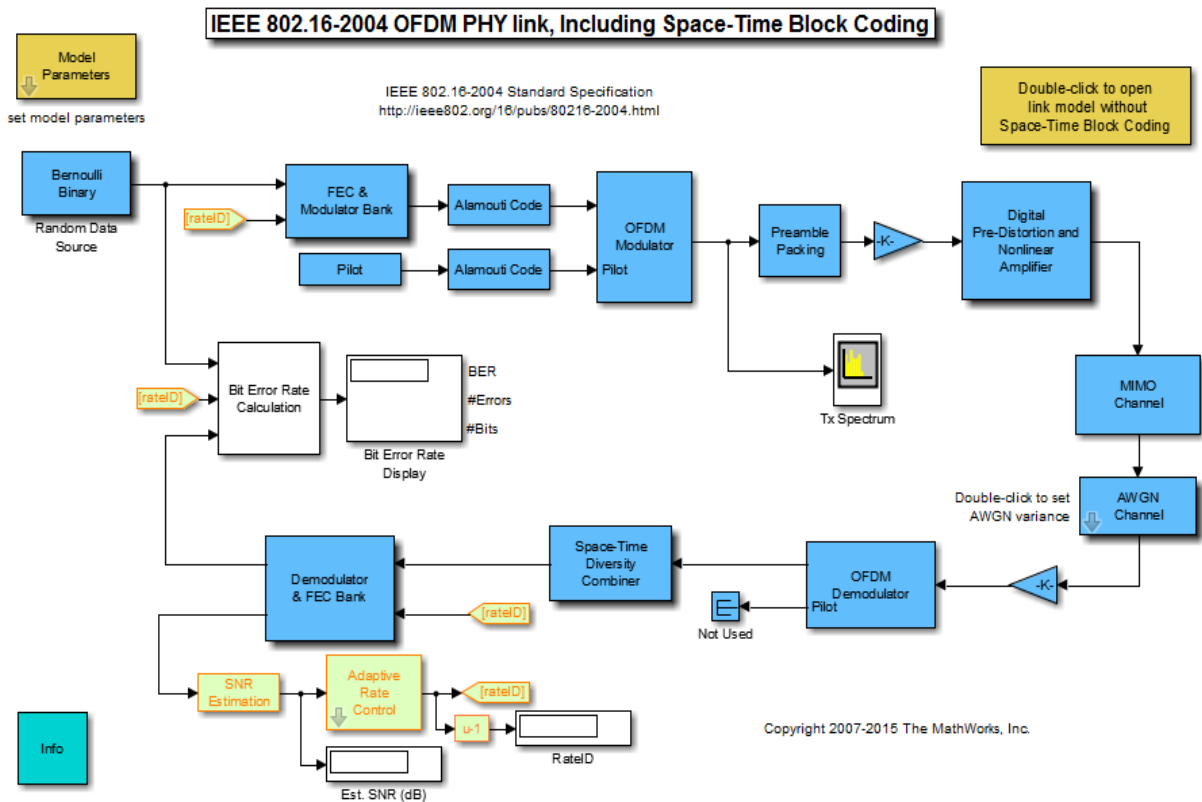 IEEE 802.16-2004 OFDM PHY link, Including Space-Time Block Coding
Model
Parameters
set model parameters
IEEE 802.16-2004 Standard Specification
http://ieee802.org/16/pubs/80216-2004.html
Double-click to open
link model without
Space-Time Block Coding
Bernoulli
Binary
Random Data
Source
[rateID]
FEC &
Modulator Bank
Alamouti Code
Pilot
Alamouti Code
OFDM
Modulator
Pilot
Preamble
Packing
-K-
Digital
Pre-Distortion and
Nonlinear
Amplifier
Tx Spectrum
MIMO
Channel
[rateID]
Bit Error Rate
Calculation
BER
#Errors
#Bits
Bit Error Rate
Display
Double-click to set
AWGN variance
AWGN
Channel
Demodulator
& FEC Bank
[rateID]
Space-Time
Diversity
Combiner
Not Used
OFDM
Demodulator
Pilot
-K-
SNR
Estimation
Adaptive
Rate
Control
[rateID]
u-1
RateID
Est. SNR (dB)
Info
Copyright 2007-2015 The MathWorks, Inc.